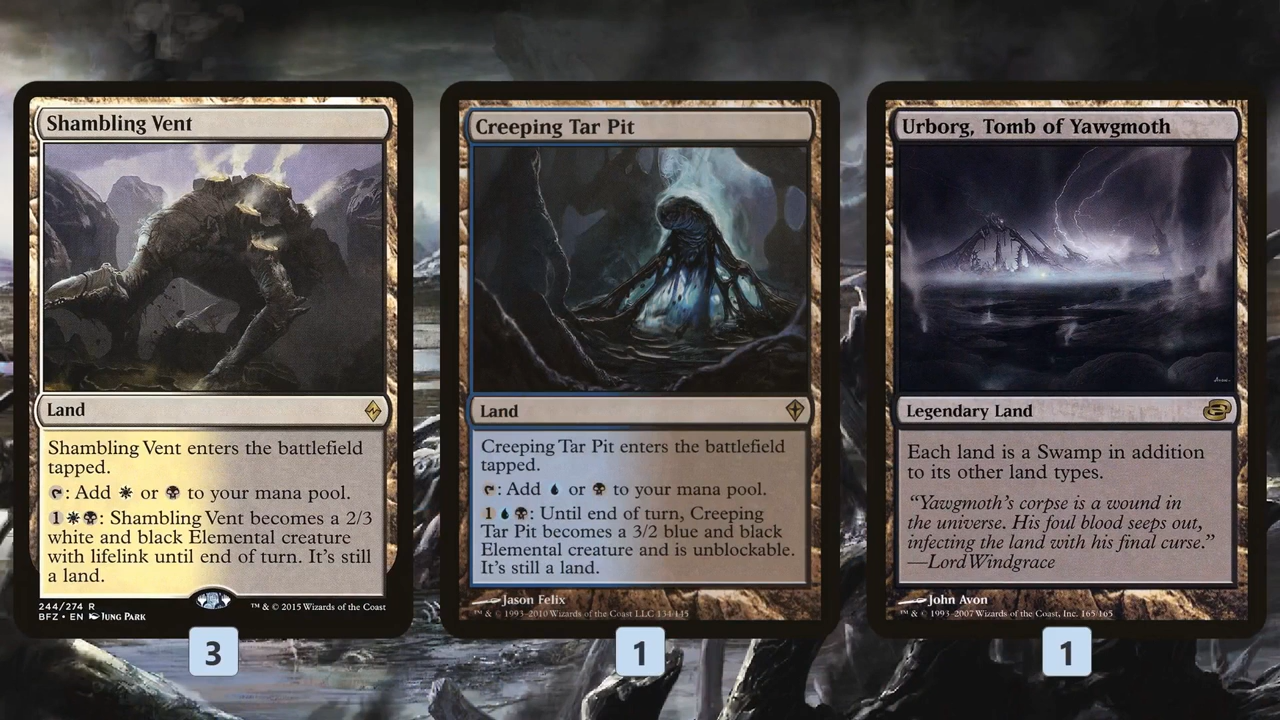 Shambling Vent
Land
Shambling Vent enters the battlefield
tapped.
: Add or to your mana pool.
1 : Shambling Vent becomes a 2/3
white and black Elemental creature
with lifelink until end of turn. It's still
a land.
244/274 R
BFZ • EN Jung Park
™ & © 2015 Wizards of the Coast
3
Creeping Tar Pit
Land
Creeping Tar Pit enters the battlefield
tapped.
: Add or to your mana pool.
1 : Until end of turn, Creeping
Tar Pit becomes a 3/2 blue and black
Elemental creature and is unblockable.
It's still a land.
Jason Felix
™ & © 1993–2010 Wizards of the Coast LLC 134/145
1
Urborg, Tomb of Yawgmoth
Legendary Land
Each land is a Swamp in addition
to its other land types.
"Yawgmoth's corpse is a wound in
the universe. His foul blood seeps out,
infecting the land with his final curse."
—Lord Windgrace
John Avon
™ & © 1993–2007 Wizards of the Coast, Inc. 165/165
1